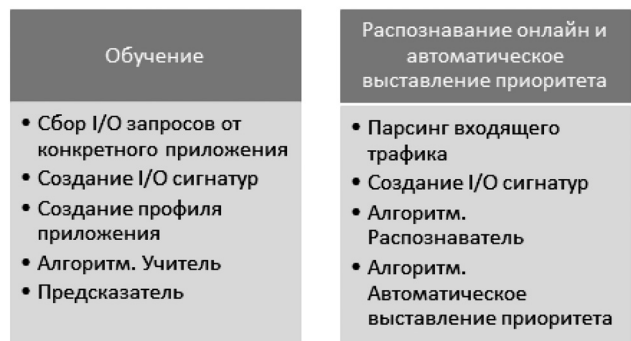 Обучение
• Сбор I/O запросов от
конкретного приложения
• Создание I/O сигнатур
• Создание профиля
приложения
• Алгоритм. Учитель
• Предсказатель
Распознавание онлайн и
автоматическое
выставление приоритета
• Парсинг входящего
трафика
• Создание I/O сигнатур
• Алгоритм.
Распознаватель
• Алгоритм.
Автоматическое
выставление приоритета